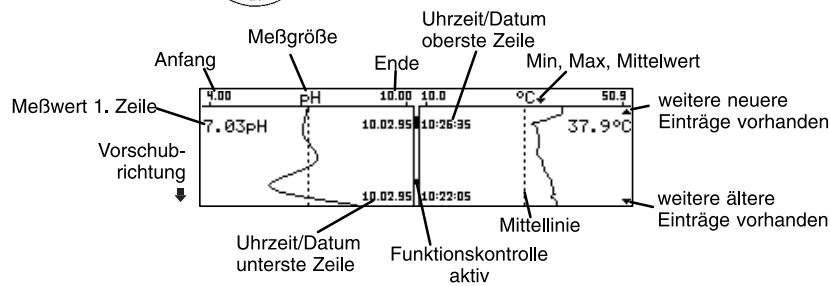 Uhrzeit/Datum
oberste Zeile
Meßgröße
Anfang
Ende
Min, Max, Mittelwert
4.00 pH 10.00 10.0 °C 50.9
Meßwert 1. Zeile
7.03pH 10.02.95 10:26:35 37.9°C
weitere neuere
Einträge vorhanden
Vorschub-
richtung
10.02.95 10:22:05
weitere ältere
Einträge vorhanden
Mittellinie
Uhrzeit/Datum
unterste Zeile
Funktionskontrolle
aktiv